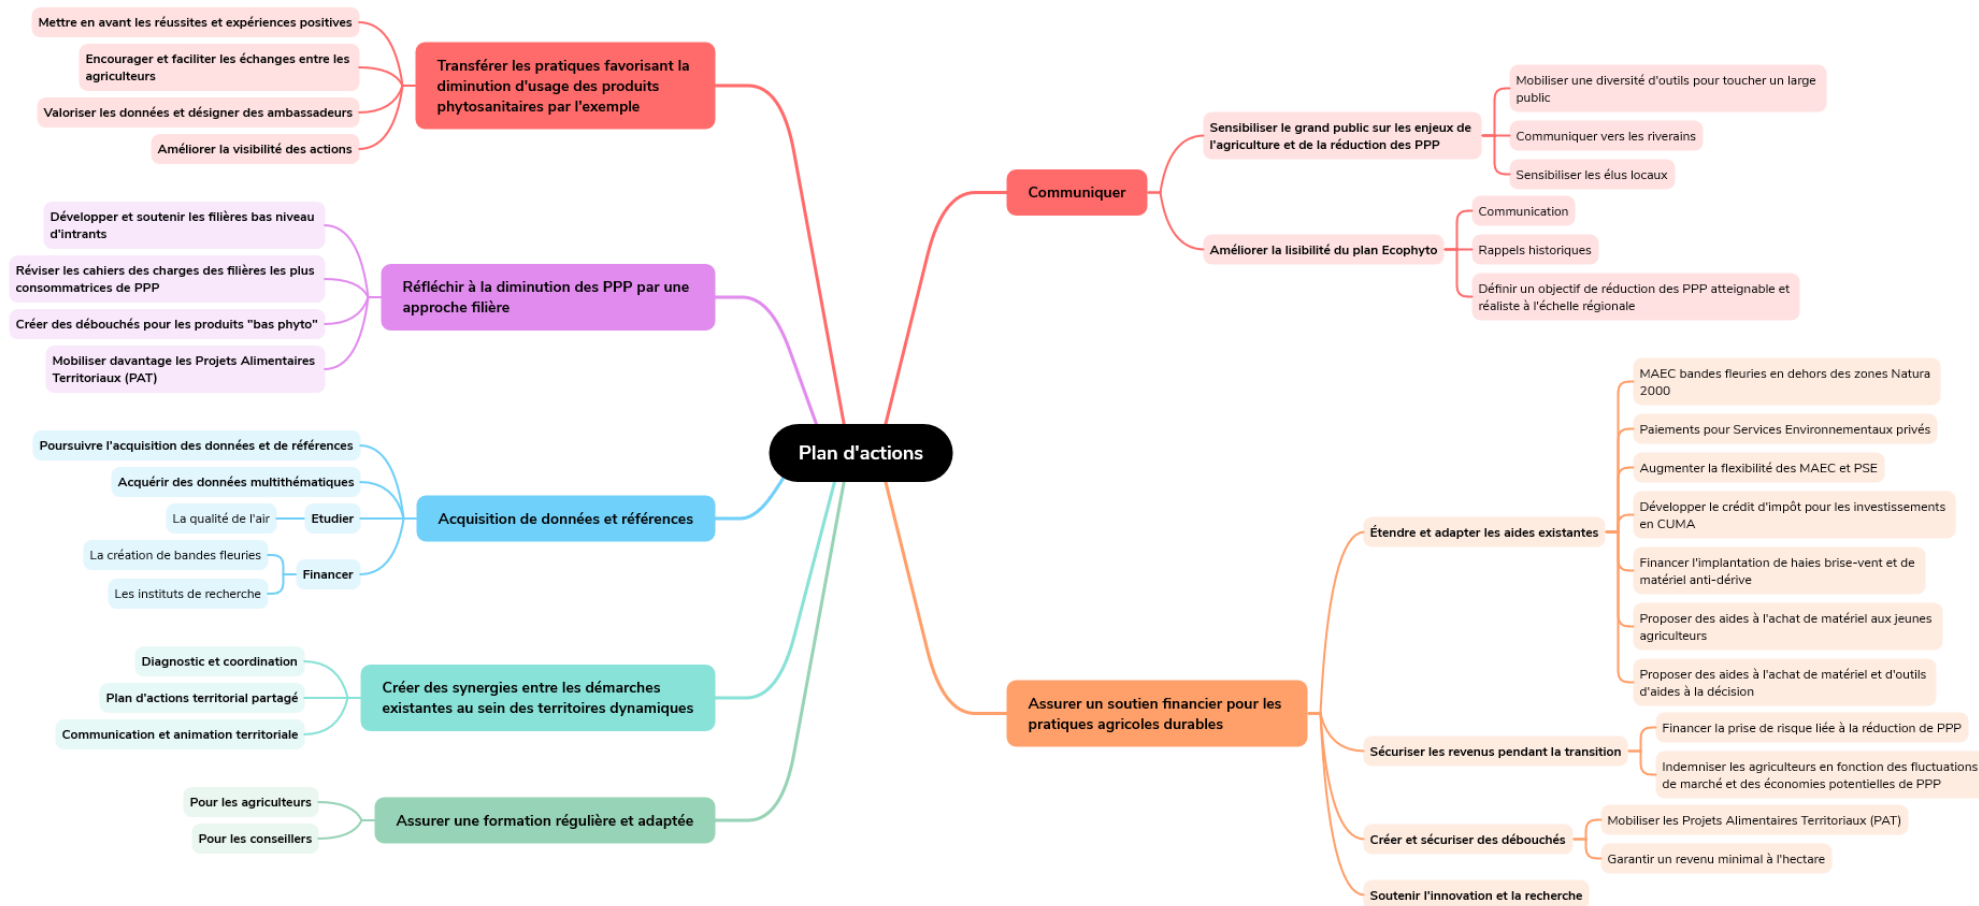 Plan d'actions
Transférer les pratiques favorisant la
diminution d'usage des produits
phytosanitaires par l'exemple
Mettre en avant les réussites et expériences positives
Encourager et faciliter les échanges entre les
agriculteurs
Valoriser les données et désigner des ambassadeurs
Améliorer la visibilité des actions
Réfléchir à la diminution des PPP par une
approche filière
Développer et soutenir les filières bas niveau
d'intrants
Réviser les cahiers des charges des filières les plus
consommatrices de PPP
Créer des débouchés pour les produits "bas phyto"
Mobiliser davantage les Projets Alimentaires
Territoriaux (PAT)
Acquisition de données et références
Poursuivre l'acquisition des données et de références
Acquérir des données multithématiques
Etudier
La qualité de l'air
Financer
La création de bandes fleuries
Les instituts de recherche
Créer des synergies entre les démarches
existantes au sein des territoires dynamiques
Diagnostic et coordination
Plan d'actions territorial partagé
Communication et animation territoriale
Assurer une formation régulière et adaptée
Pour les agriculteurs
Pour les conseillers
Communiquer
Sensibiliser le grand public sur les enjeux de
l'agriculture et de la réduction des PPP
Mobiliser une diversité d'outils pour toucher un large
public
Communiquer vers les riverains
Sensibiliser les élus locaux
Améliorer la lisibilité du plan Ecophyto
Communication
Rappels historiques
Définir un objectif de réduction des PPP atteignable et
réaliste à l'échelle régionale
Assurer un soutien financier pour les
pratiques agricoles durables
Étendre et adapter les aides existantes
MAEC bandes fleuries en dehors des zones Natura
2000
Paiements pour Services Environnementaux privés
Augmenter la flexibilité des MAEC et PSE
Développer le crédit d'impôt pour les investissements
en CUMA
Financer l'implantation de haies brise-vent et de
matériel anti-dérive
Proposer des aides à l'achat de matériel aux jeunes
agriculteurs
Proposer des aides à l'achat de matériel et d'outils
d'aides à la décision
Sécuriser les revenus pendant la transition
Financer la prise de risque liée à la réduction de PPP
Indemniser les agriculteurs en fonction des fluctuations
de marché et des économies potentielles de PPP
Créer et sécuriser des débouchés
Mobiliser les Projets Alimentaires Territoriaux (PAT)
Garantir un revenu minimal à l'hectare
Soutenir l'innovation et la recherche